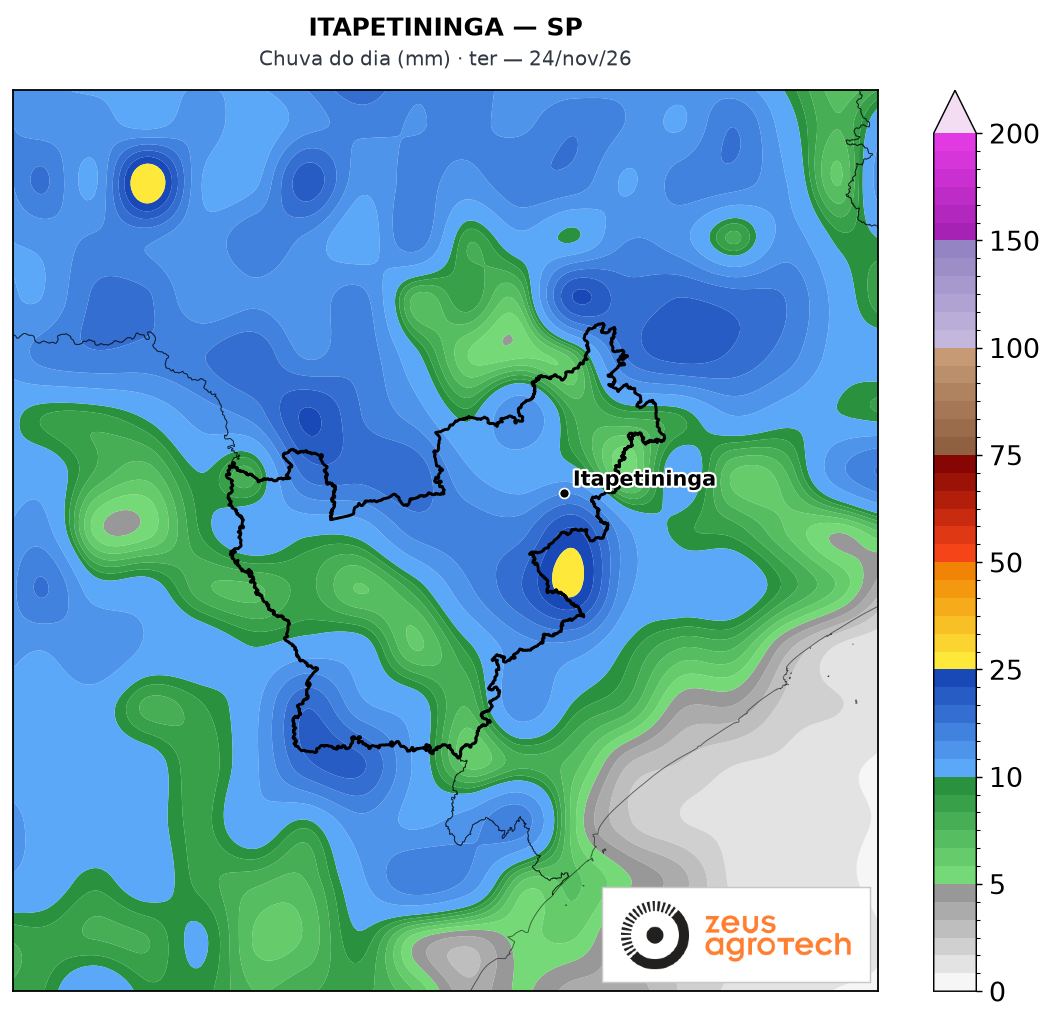 ITAPETININGA — SP
Chuva do dia (mm) · ter — 24/nov/26
200
150
100
75
50
25
10
5
0
Itapetininga
zeus
agrotech